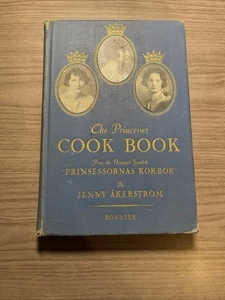 The Princesses
COOK BOOK
From the Original Swedish
"PRINSESSORNAS KOKBOK"
By
JENNY ÅKERSTRÖM
BONNIER